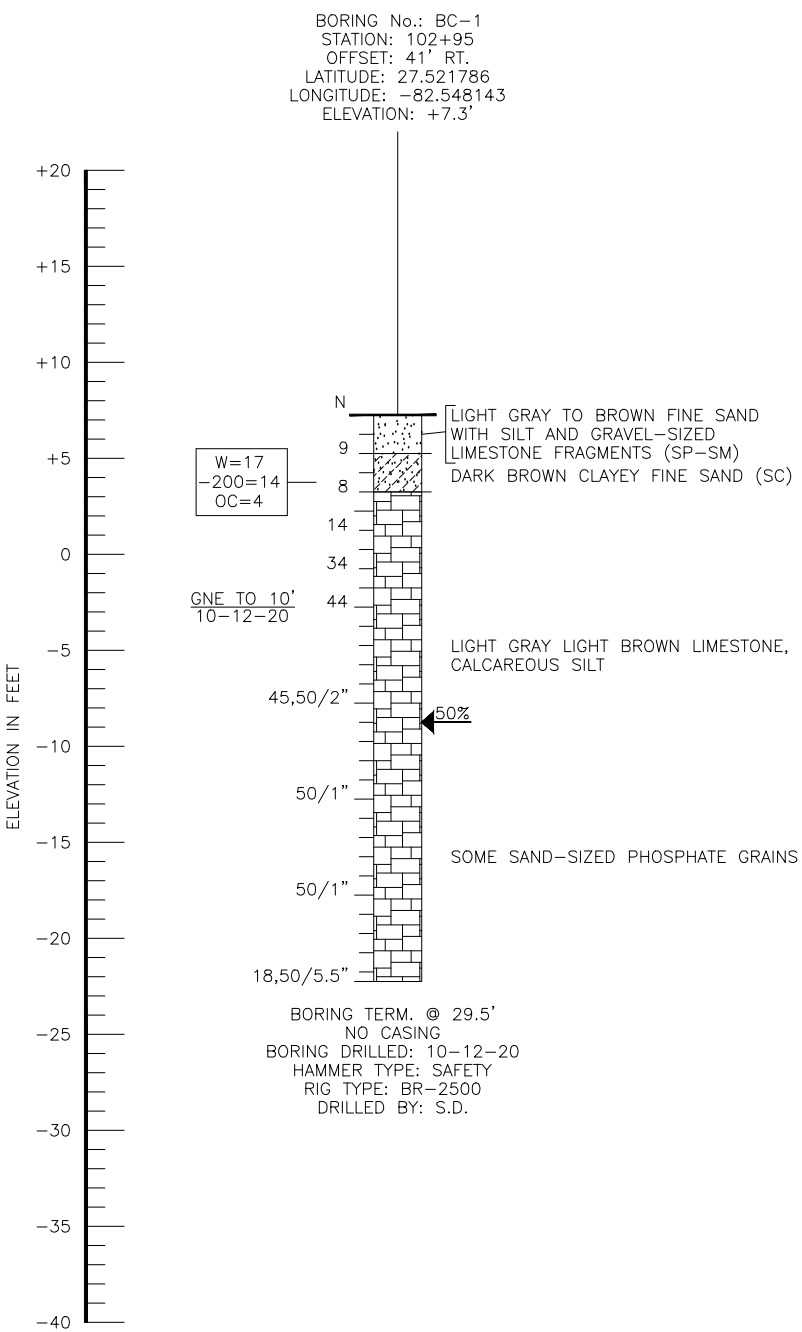 BORING No.: BC-1
STATION: 102+95
OFFSET: 41' RT.
LATITUDE: 27.521786
LONGITUDE: -82.548143
ELEVATION: +7.3'
+20
+15
+10
+5
0
-5
-10
-15
-20
-25
-30
-35
-40
ELEVATION IN FEET
N
9
8
14
34
44
45,50/2"
50/1"
50/1"
18,50/5.5"
W=17
-200=14
OC=4
GNE TO 10'
10-12-20
LIGHT GRAY TO BROWN FINE SAND
WITH SILT AND GRAVEL-SIZED
LIMESTONE FRAGMENTS (SP-SM)
DARK BROWN CLAYEY FINE SAND (SC)
LIGHT GRAY LIGHT BROWN LIMESTONE,
CALCAREOUS SILT
50%
SOME SAND-SIZED PHOSPHATE GRAINS
BORING TERM. @ 29.5'
NO CASING
BORING DRILLED: 10-12-20
HAMMER TYPE: SAFETY
RIG TYPE: BR-2500
DRILLED BY: S.D.